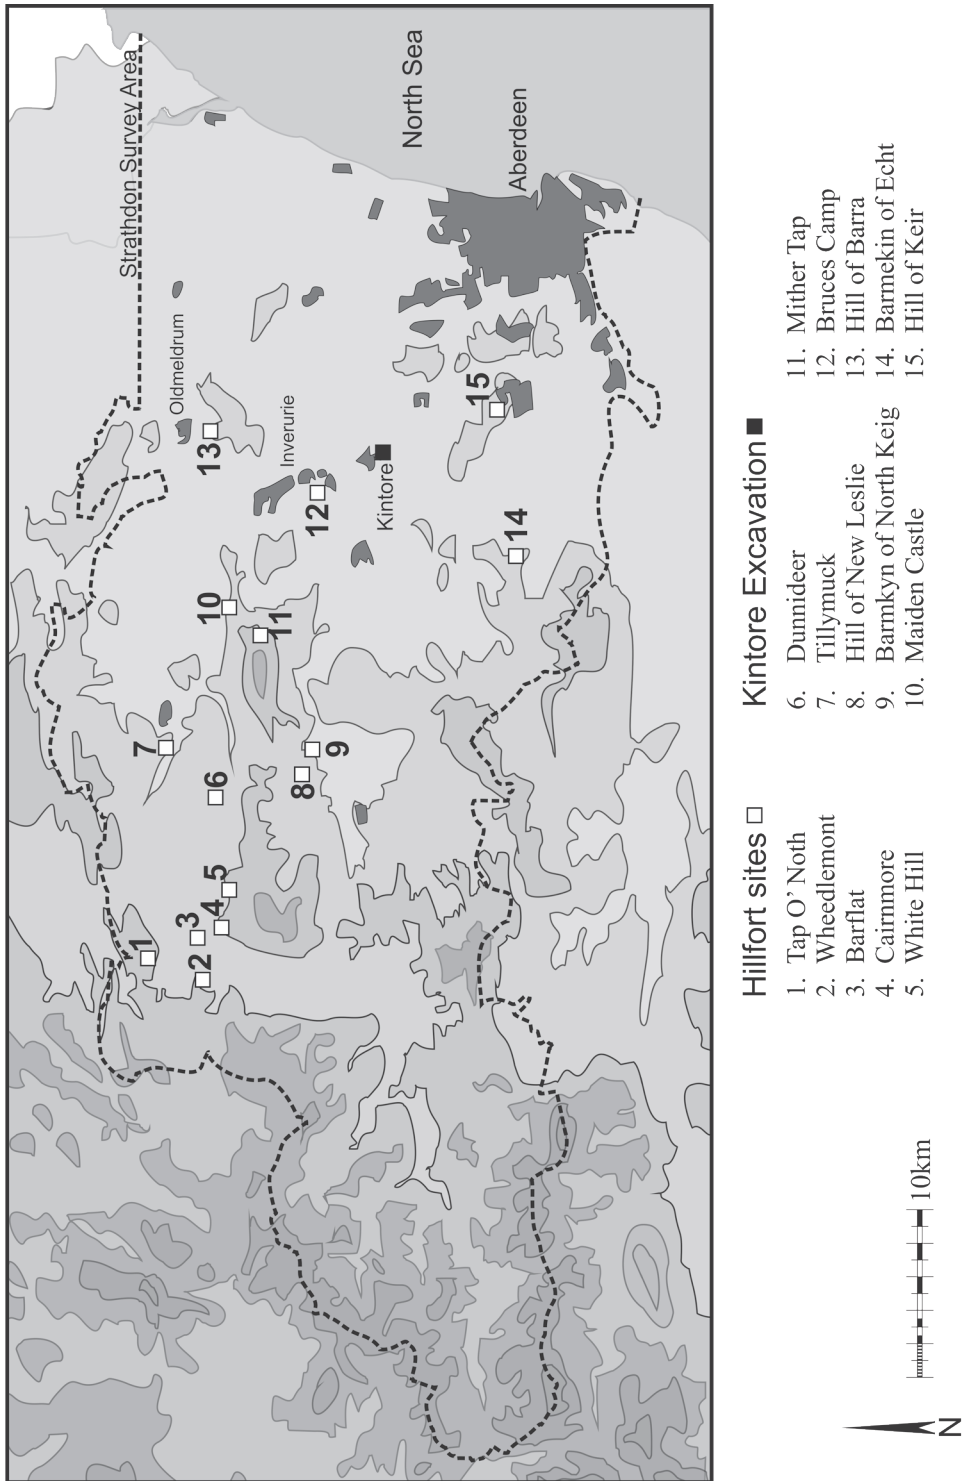 Strathdon Survey Area
North Sea
Oldmeldrum
Aberdeen
Inverurie
Kintore
1
2
3
4
5
6
7
8
9
10
11
12
13
14
15
N
10km
Hillfort sites
1. Tap O' Noth
2. Wheedlemont
3. Barflat
4. Cairnmore
5. White Hill
Kintore Excavation
6. Dunnideer
7. Tillymuck
8. Hill of New Leslie
9. Barmkyn of North Keig
10. Maiden Castle
11. Mither Tap
12. Bruces Camp
13. Hill of Barra
14. Barmekin of Echt
15. Hill of Keir